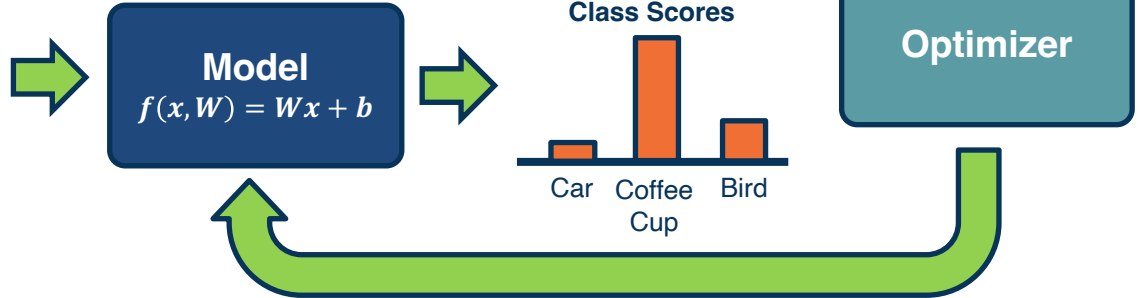 Class Scores
Model
f(x, W) = Wx + b
Optimizer
Car
Coffee
Cup
Bird